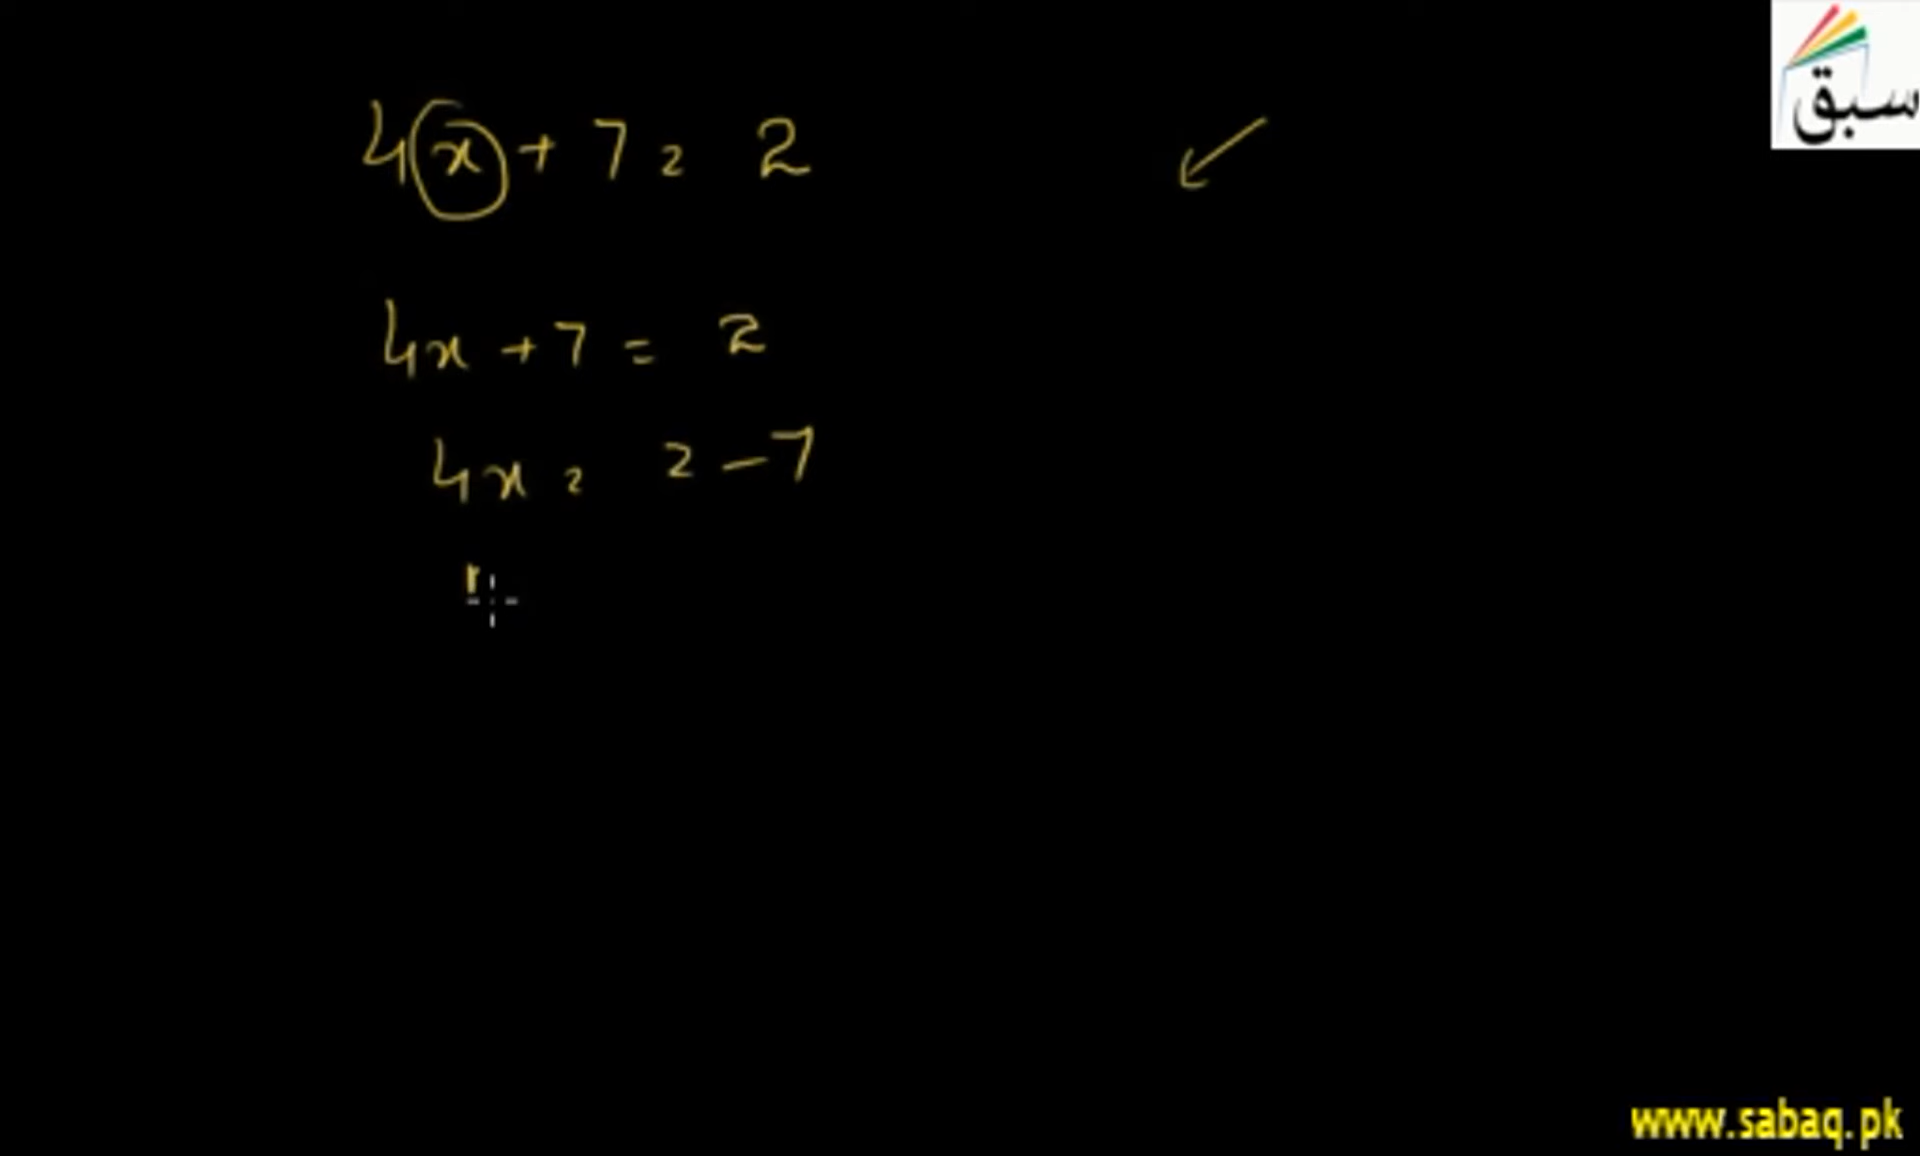 سبق
4x + 7 = 2
4x + 7 = 2
4x = 2 - 7
www.sabaq.pk